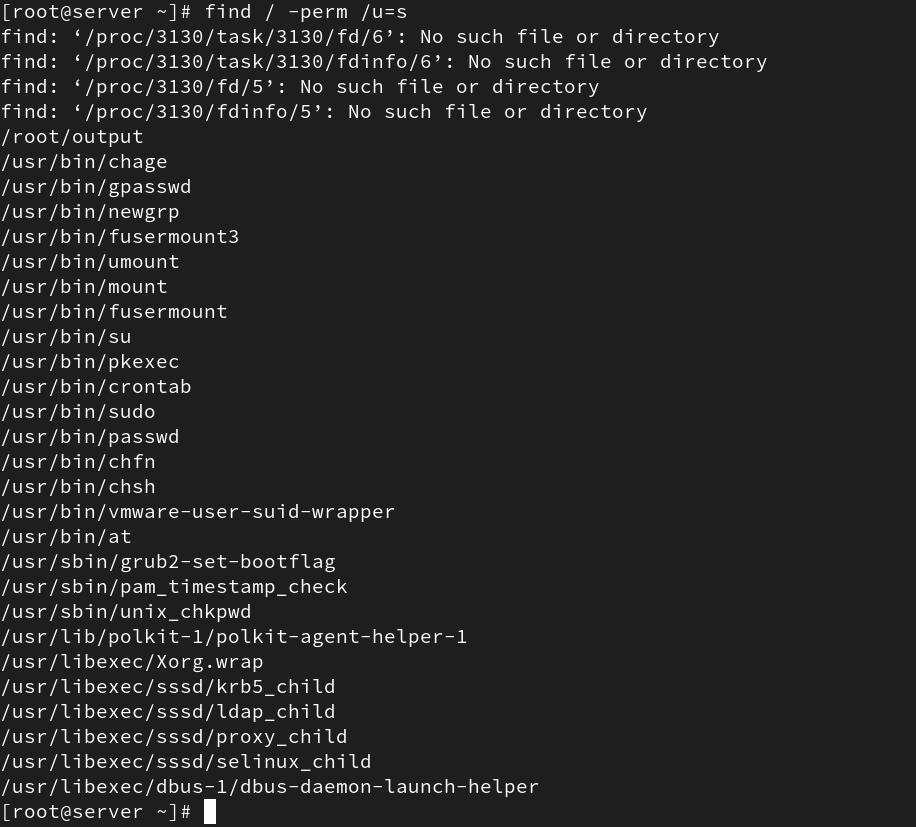 [root@server ~]# find / -perm /u=s
find: ‘/proc/3130/task/3130/fd/6’: No such file or directory
find: ‘/proc/3130/task/3130/fdinfo/6’: No such file or directory
find: ‘/proc/3130/fd/5’: No such file or directory
find: ‘/proc/3130/fdinfo/5’: No such file or directory
/root/output
/usr/bin/chage
/usr/bin/gpasswd
/usr/bin/newgrp
/usr/bin/fusermount3
/usr/bin/umount
/usr/bin/mount
/usr/bin/fusermount
/usr/bin/su
/usr/bin/pkexec
/usr/bin/crontab
/usr/bin/sudo
/usr/bin/passwd
/usr/bin/chfn
/usr/bin/chsh
/usr/bin/vmware-user-suid-wrapper
/usr/bin/at
/usr/sbin/grub2-set-bootflag
/usr/sbin/pam_timestamp_check
/usr/sbin/unix_chkpwd
/usr/lib/polkit-1/polkit-agent-helper-1
/usr/libexec/Xorg.wrap
/usr/libexec/sssd/krb5_child
/usr/libexec/sssd/ldap_child
/usr/libexec/sssd/proxy_child
/usr/libexec/sssd/selinux_child
/usr/libexec/dbus-1/dbus-daemon-launch-helper
[root@server ~]#